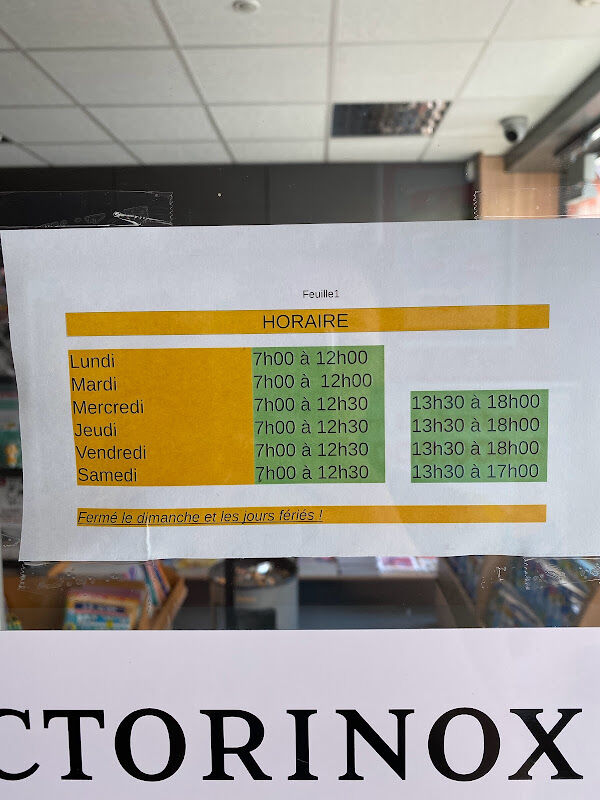 Feuille1
HORAIRE
Lundi 7h00 à 12h00
Mardi 7h00 à 12h00
Mercredi 7h00 à 12h30 13h30 à 18h00
Jeudi 7h00 à 12h30 13h30 à 18h00
Vendredi 7h00 à 12h30 13h30 à 18h00
Samedi 7h00 à 12h30 13h30 à 17h00
Fermé le dimanche et les jours fériés !
CTORINOX